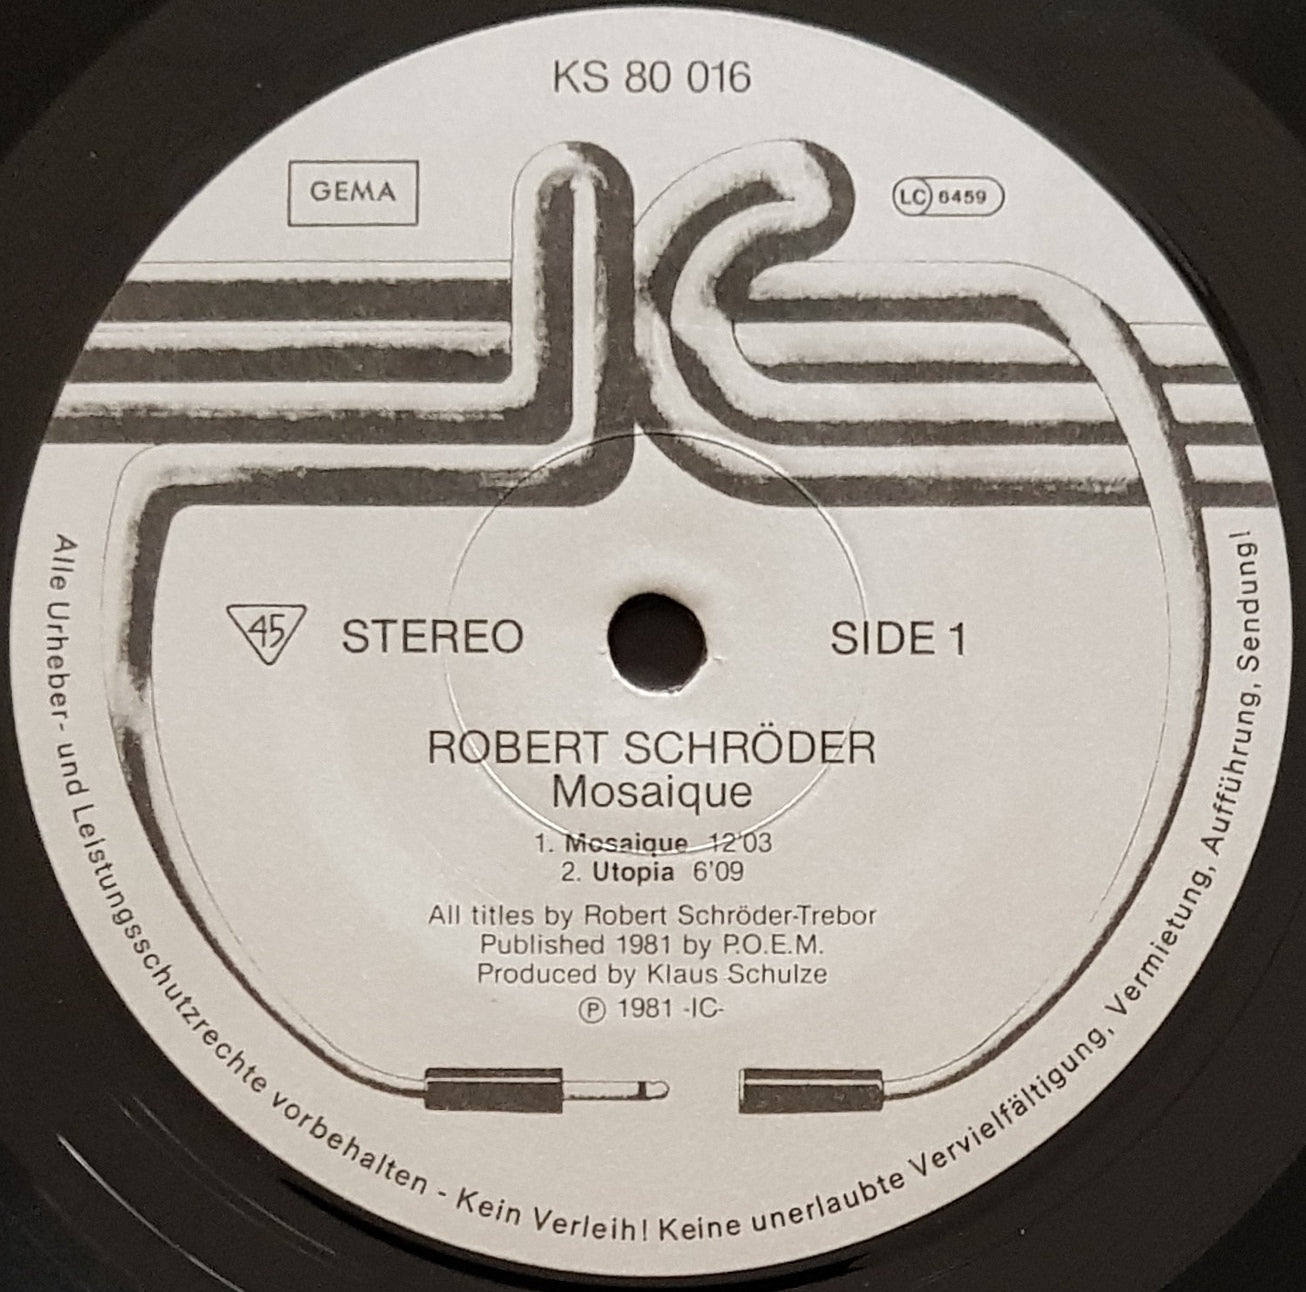 KS 80 016
GEMA
LC 6459
45 STEREO SIDE 1
ROBERT SCHRÖDER
Mosaique
1. Mosaique 12'03
2. Utopia 6'09
All titles by Robert Schröder-Trebor
Published 1981 by P.O.E.M.
Produced by Klaus Schulze
Ⓟ 1981 -IC-
Alle Urheber- und Leistungsschutzrechte vorbehalten - Kein Verleih! Keine unerlaubte Vervielfältigung, Vermietung, Aufführung, Sendung!